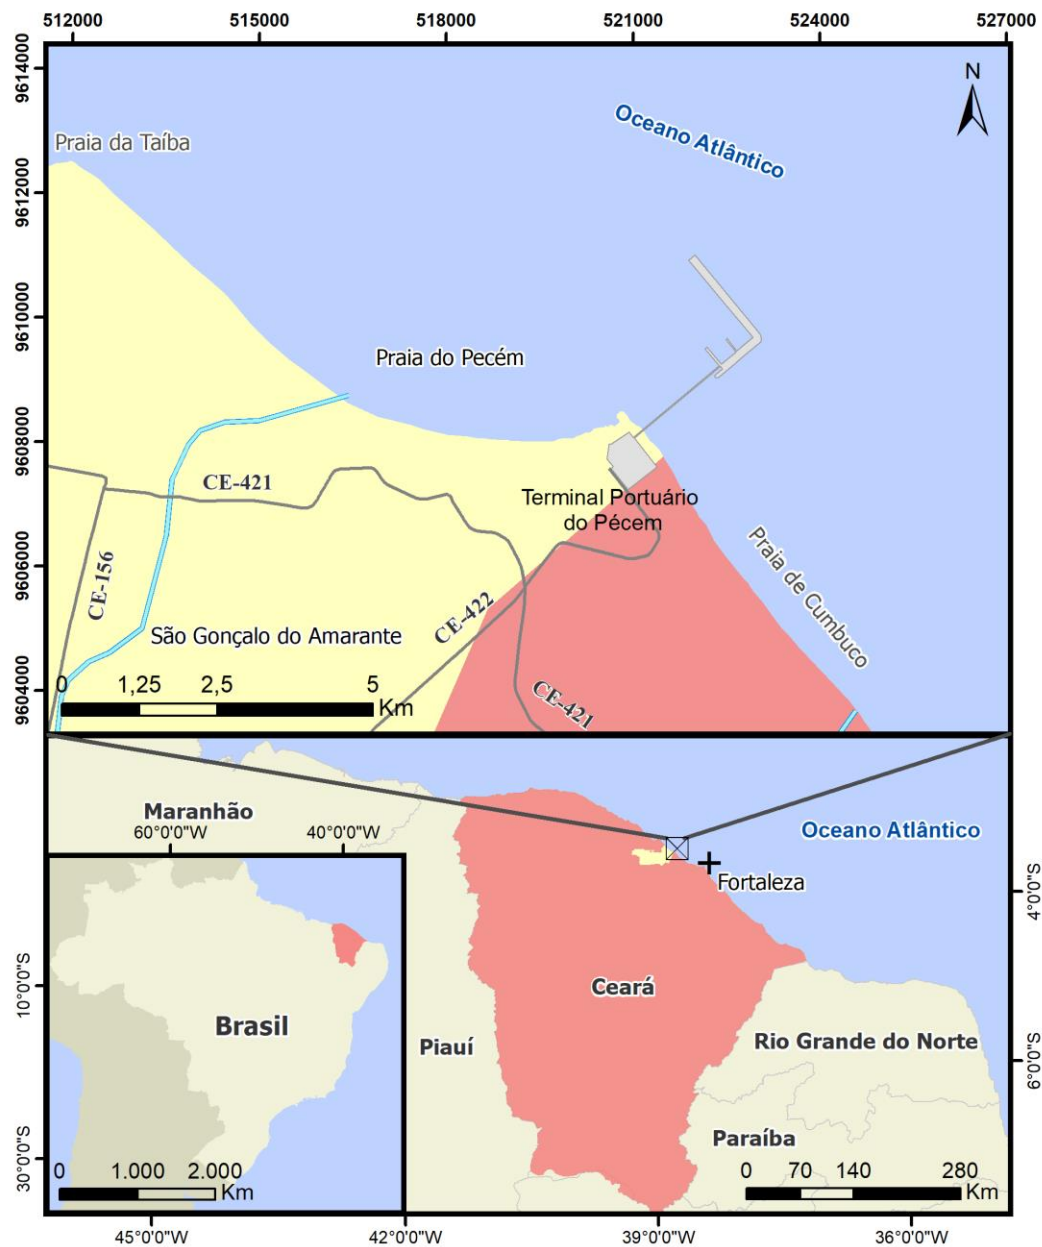 512000
515000
518000
521000
524000
527000
9614000
9612000
9610000
9608000
9606000
9604000
N
Oceano Atlântico
Praia da Taíba
Praia do Pecém
CE-421
Terminal Portuário
do Pécem
CE-156
CE-422
Praia de Cumbuco
São Gonçalo do Amarante
CE-421
0 1,25 2,5 5
Km
Maranhão
60°0'0"W 40°0'0"W
Oceano Atlântico
Fortaleza
4°0'0"S
10°0'0"S
Ceará
Brasil
Piauí
Rio Grande do Norte
6°0'0"S
Paraíba
30°0'0"S
0 1.000 2.000
Km
0 70 140 280
Km
45°0'0"W
42°0'0"W
39°0'0"W
36°0'0"W